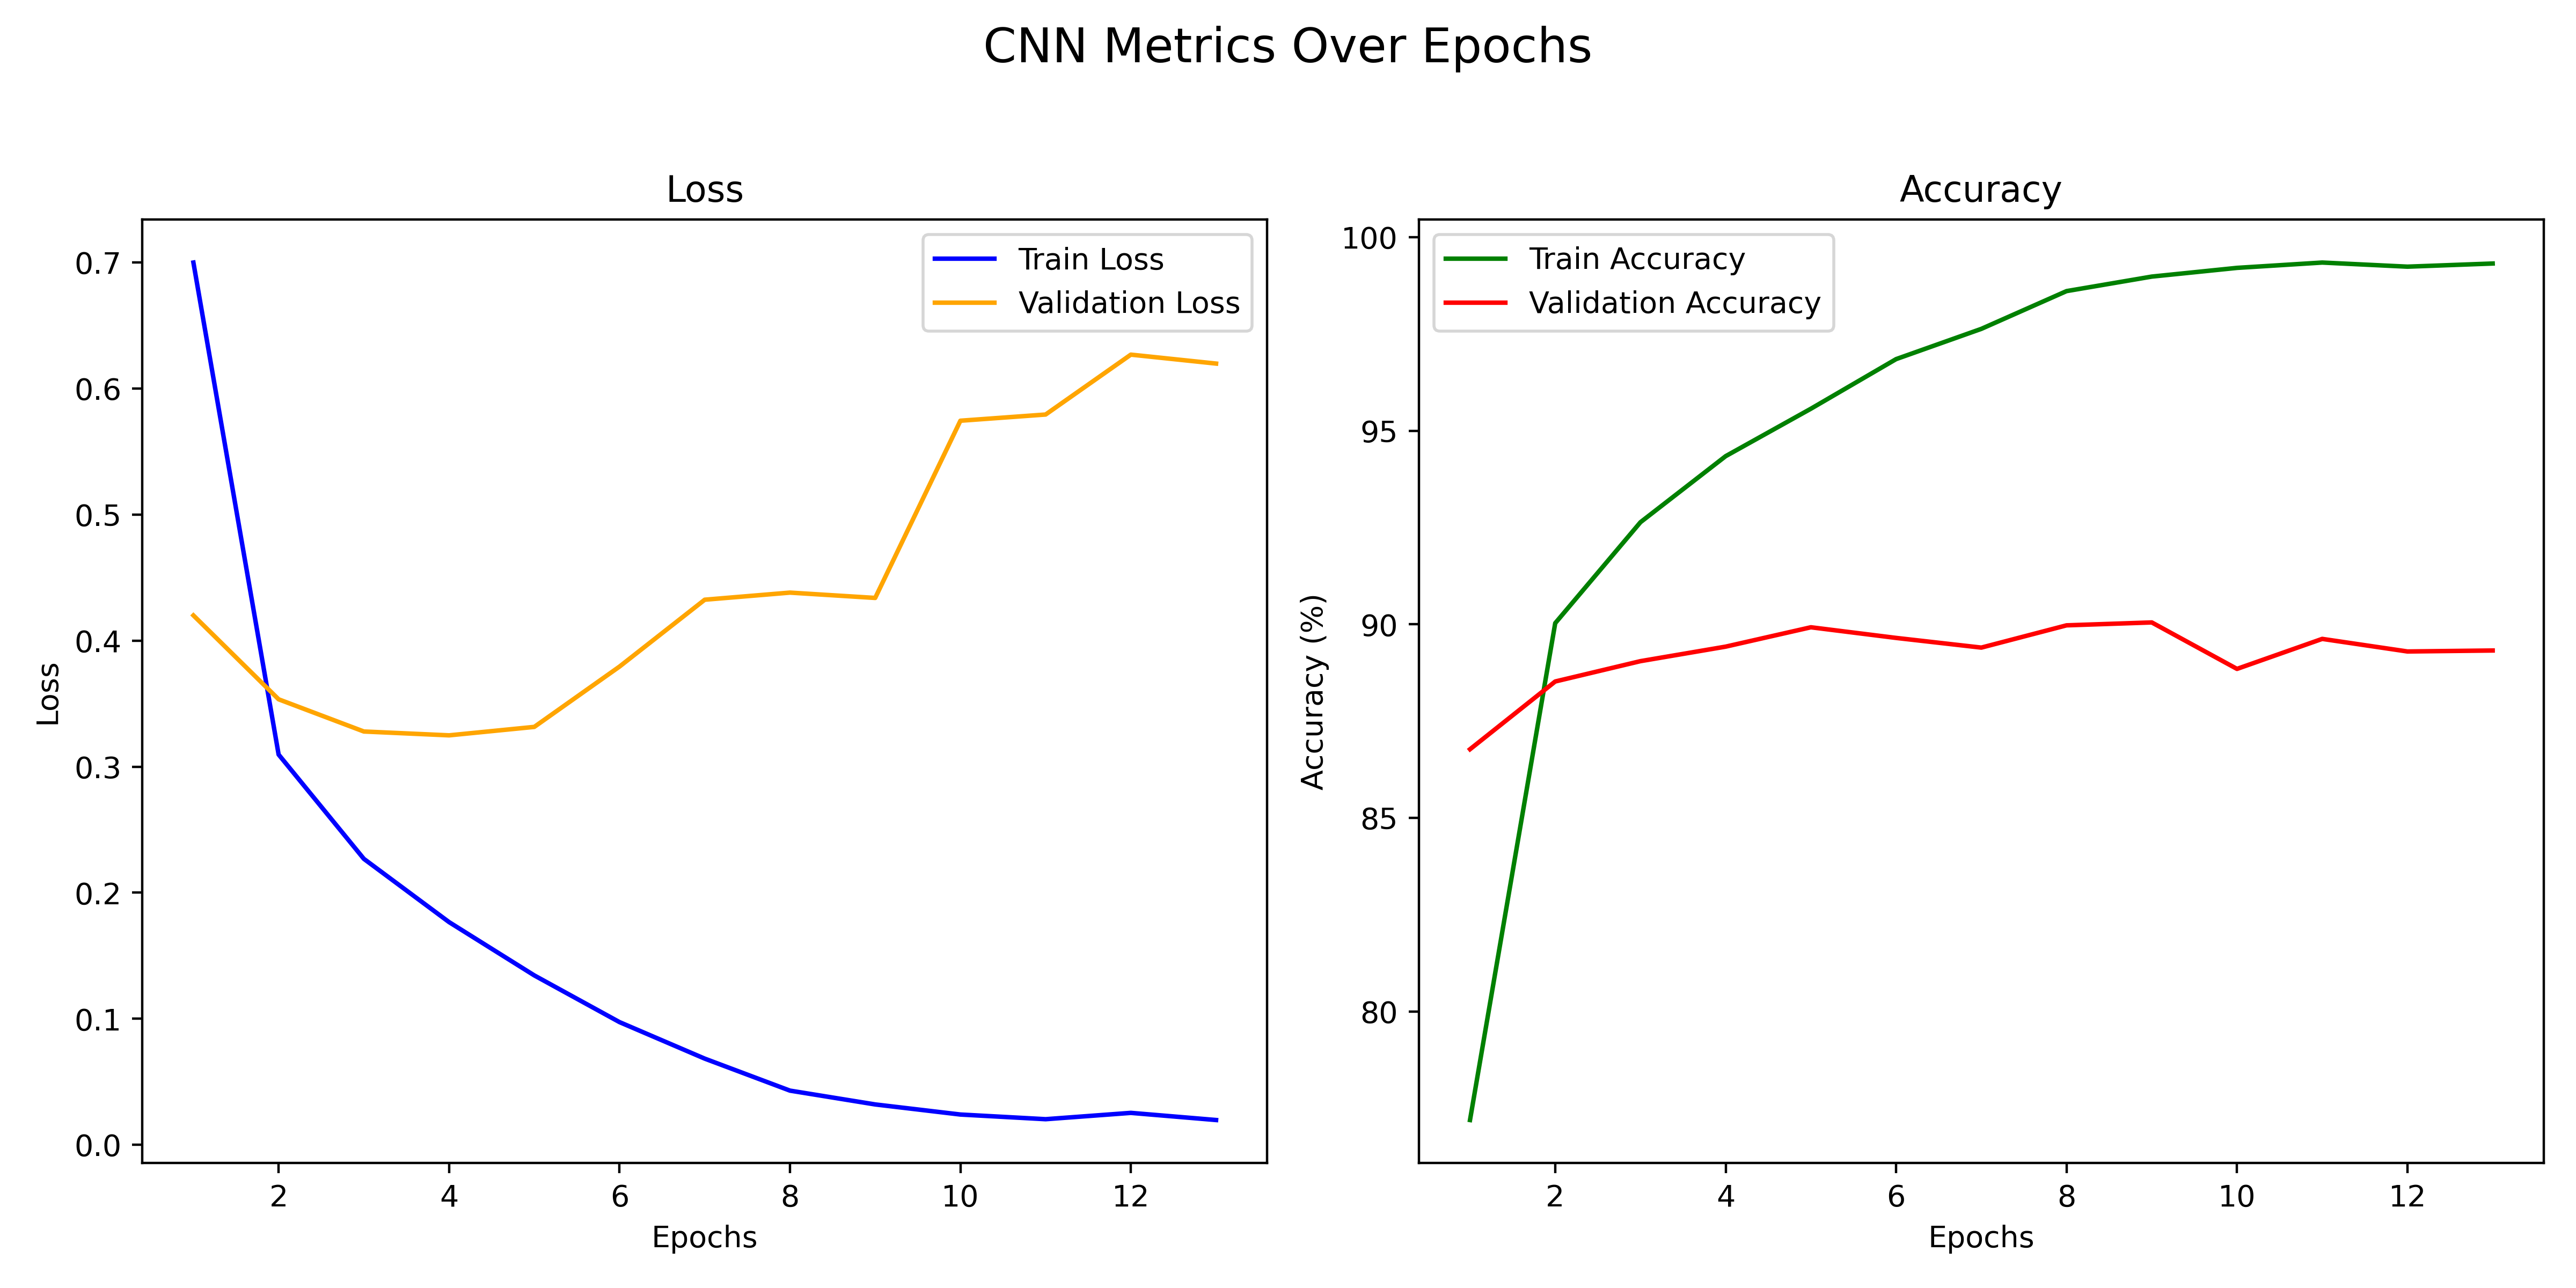 CNN Metrics Over Epochs
Loss
0.7
0.6
0.5
0.4
0.3
0.2
0.1
0.0
Loss
2 4 6 8 10 12
Epochs
Train Loss
Validation Loss
Accuracy
100
95
90
85
80
Accuracy (%)
2 4 6 8 10 12
Epochs
Train Accuracy
Validation Accuracy